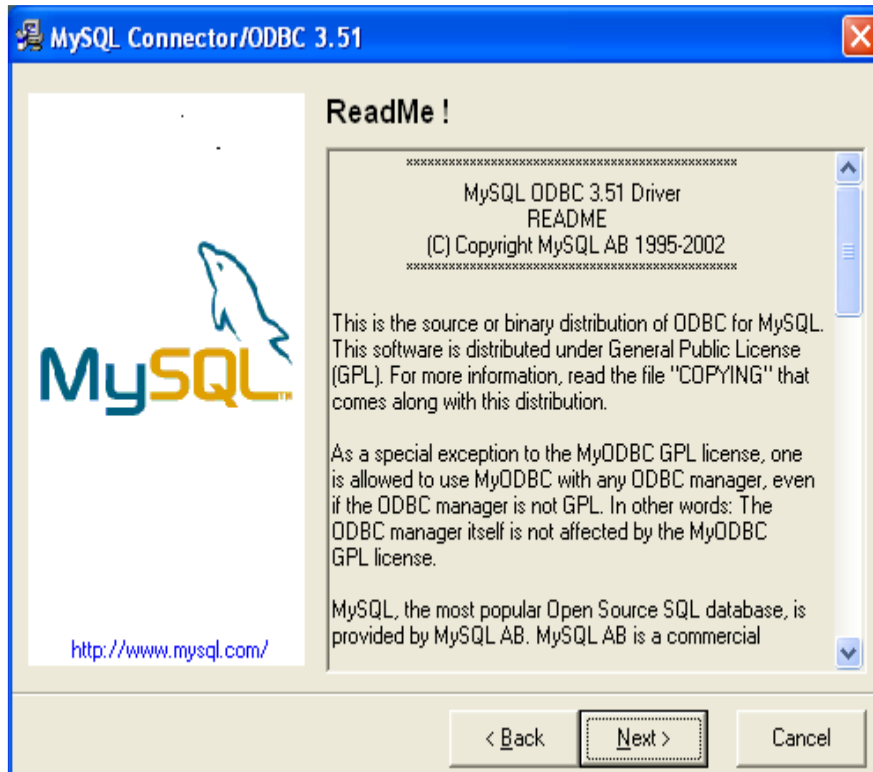 MySQL Connector/ODBC 3.51
ReadMe !
***********************************************
MySQL ODBC 3.51 Driver
README
(C) Copyright MySQL AB 1995-2002
***********************************************
This is the source or binary distribution of ODBC for MySQL.
This software is distributed under General Public License
(GPL). For more information, read the file "COPYING" that
comes along with this distribution.
As a special exception to the MyODBC GPL license, one
is allowed to use MyODBC with any ODBC manager, even
if the ODBC manager is not GPL. In other words: The
ODBC manager itself is not affected by the MyODBC
GPL license.
MySQL, the most popular Open Source SQL database, is
provided by MySQL AB. MySQL AB is a commercial
MySQL™
http://www.mysql.com/
< Back
Next >
Cancel